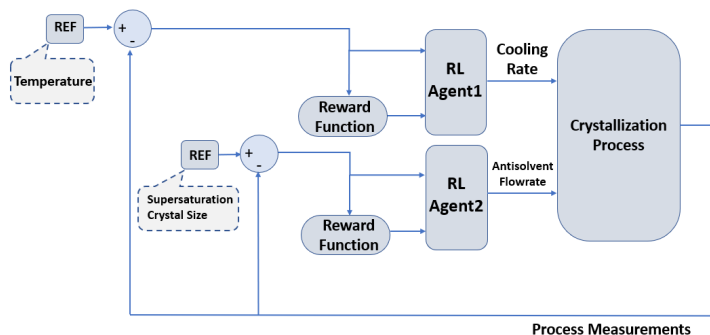 REF
+
-
Temperature
RL
Agent1
Cooling
Rate
Reward
Function
Crystallization
Process
REF
+
-
Supersaturation
Crystal Size
RL
Agent2
Antisolvent
Flowrate
Reward
Function
Process Measurements